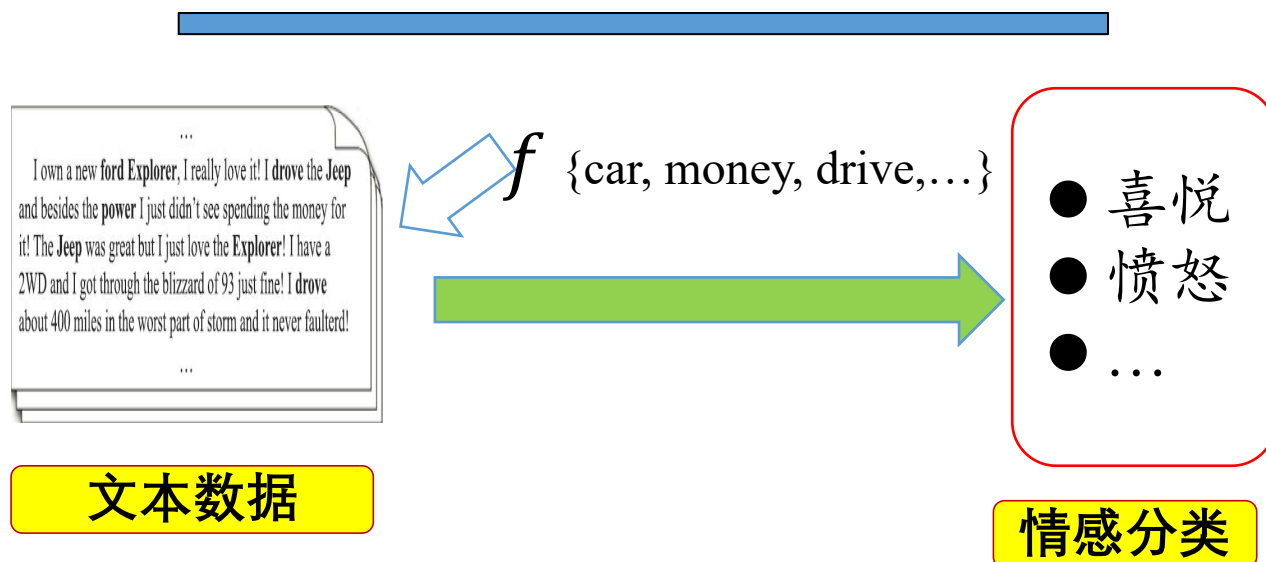 …
I own a new ford Explorer, I really love it! I drove the Jeep
and besides the power I just didn't see spending the money for
it! The Jeep was great but I just love the Explorer! I have a
2WD and I got through the blizzard of 93 just fine! I drove
about 400 miles in the worst part of storm and it never faulterd!
…
文本数据
f {car, money, drive,…}
● 喜悦
● 愤怒
● …
情感分类